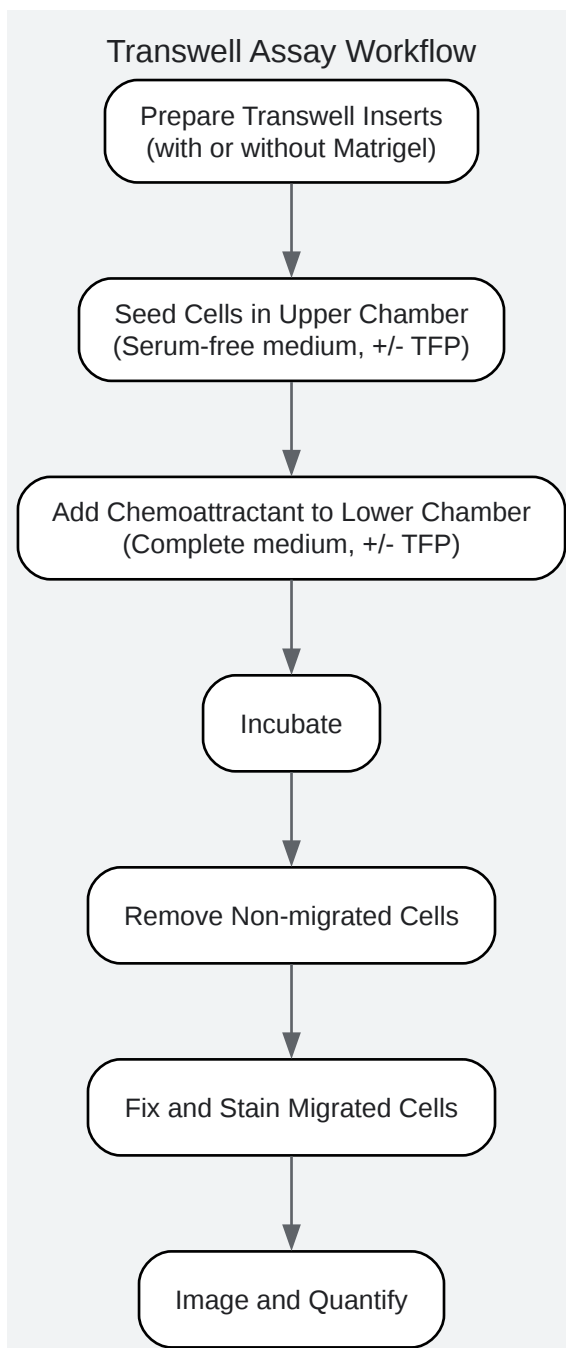 Transwell Assay Workflow
Prepare Transwell Inserts
(with or without Matrigel)
Seed Cells in Upper Chamber
(Serum-free medium, +/- TFP)
Add Chemoattractant to Lower Chamber
(Complete medium, +/- TFP)
Incubate
Remove Non-migrated Cells
Fix and Stain Migrated Cells
Image and Quantify